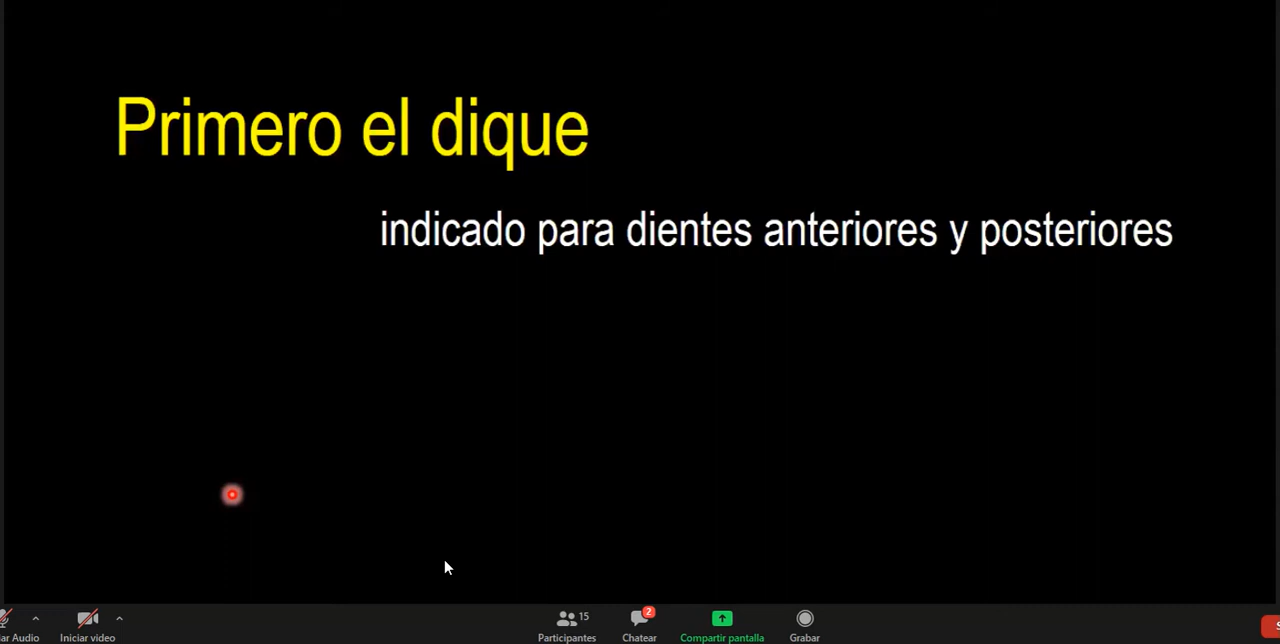 Primero el dique
indicado para dientes anteriores y posteriores
15
2
ar Audio
Iniciar video
Participantes
Chatear
Compartir pantalla
Grabar